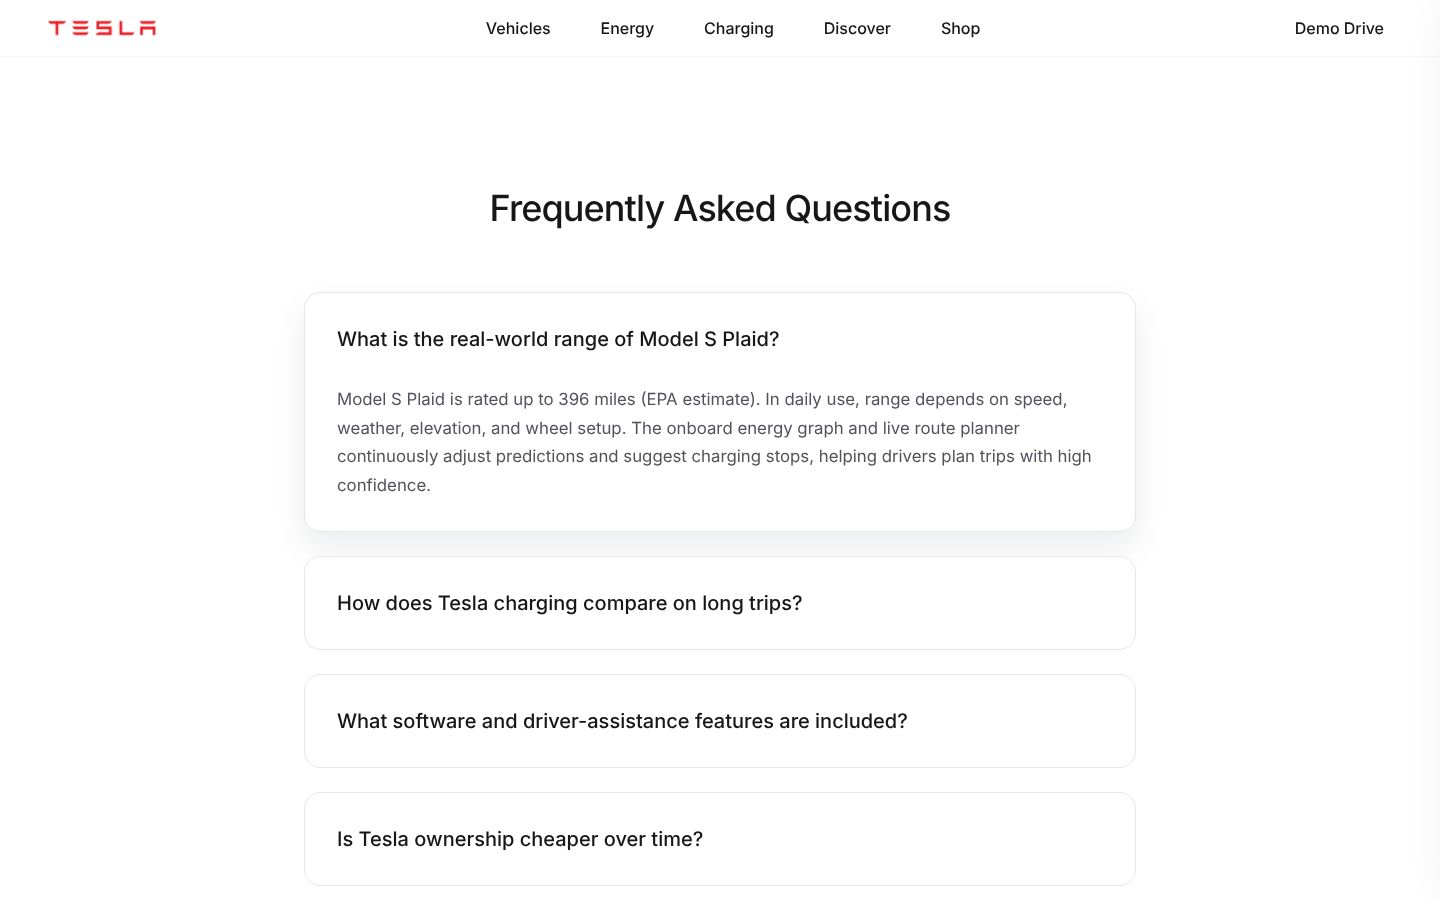 TESLA
Vehicles
Energy
Charging
Discover
Shop
Demo Drive
Frequently Asked Questions
What is the real-world range of Model S Plaid?
Model S Plaid is rated up to 396 miles (EPA estimate). In daily use, range depends on speed,
weather, elevation, and wheel setup. The onboard energy graph and live route planner
continuously adjust predictions and suggest charging stops, helping drivers plan trips with high
confidence.
How does Tesla charging compare on long trips?
What software and driver-assistance features are included?
Is Tesla ownership cheaper over time?